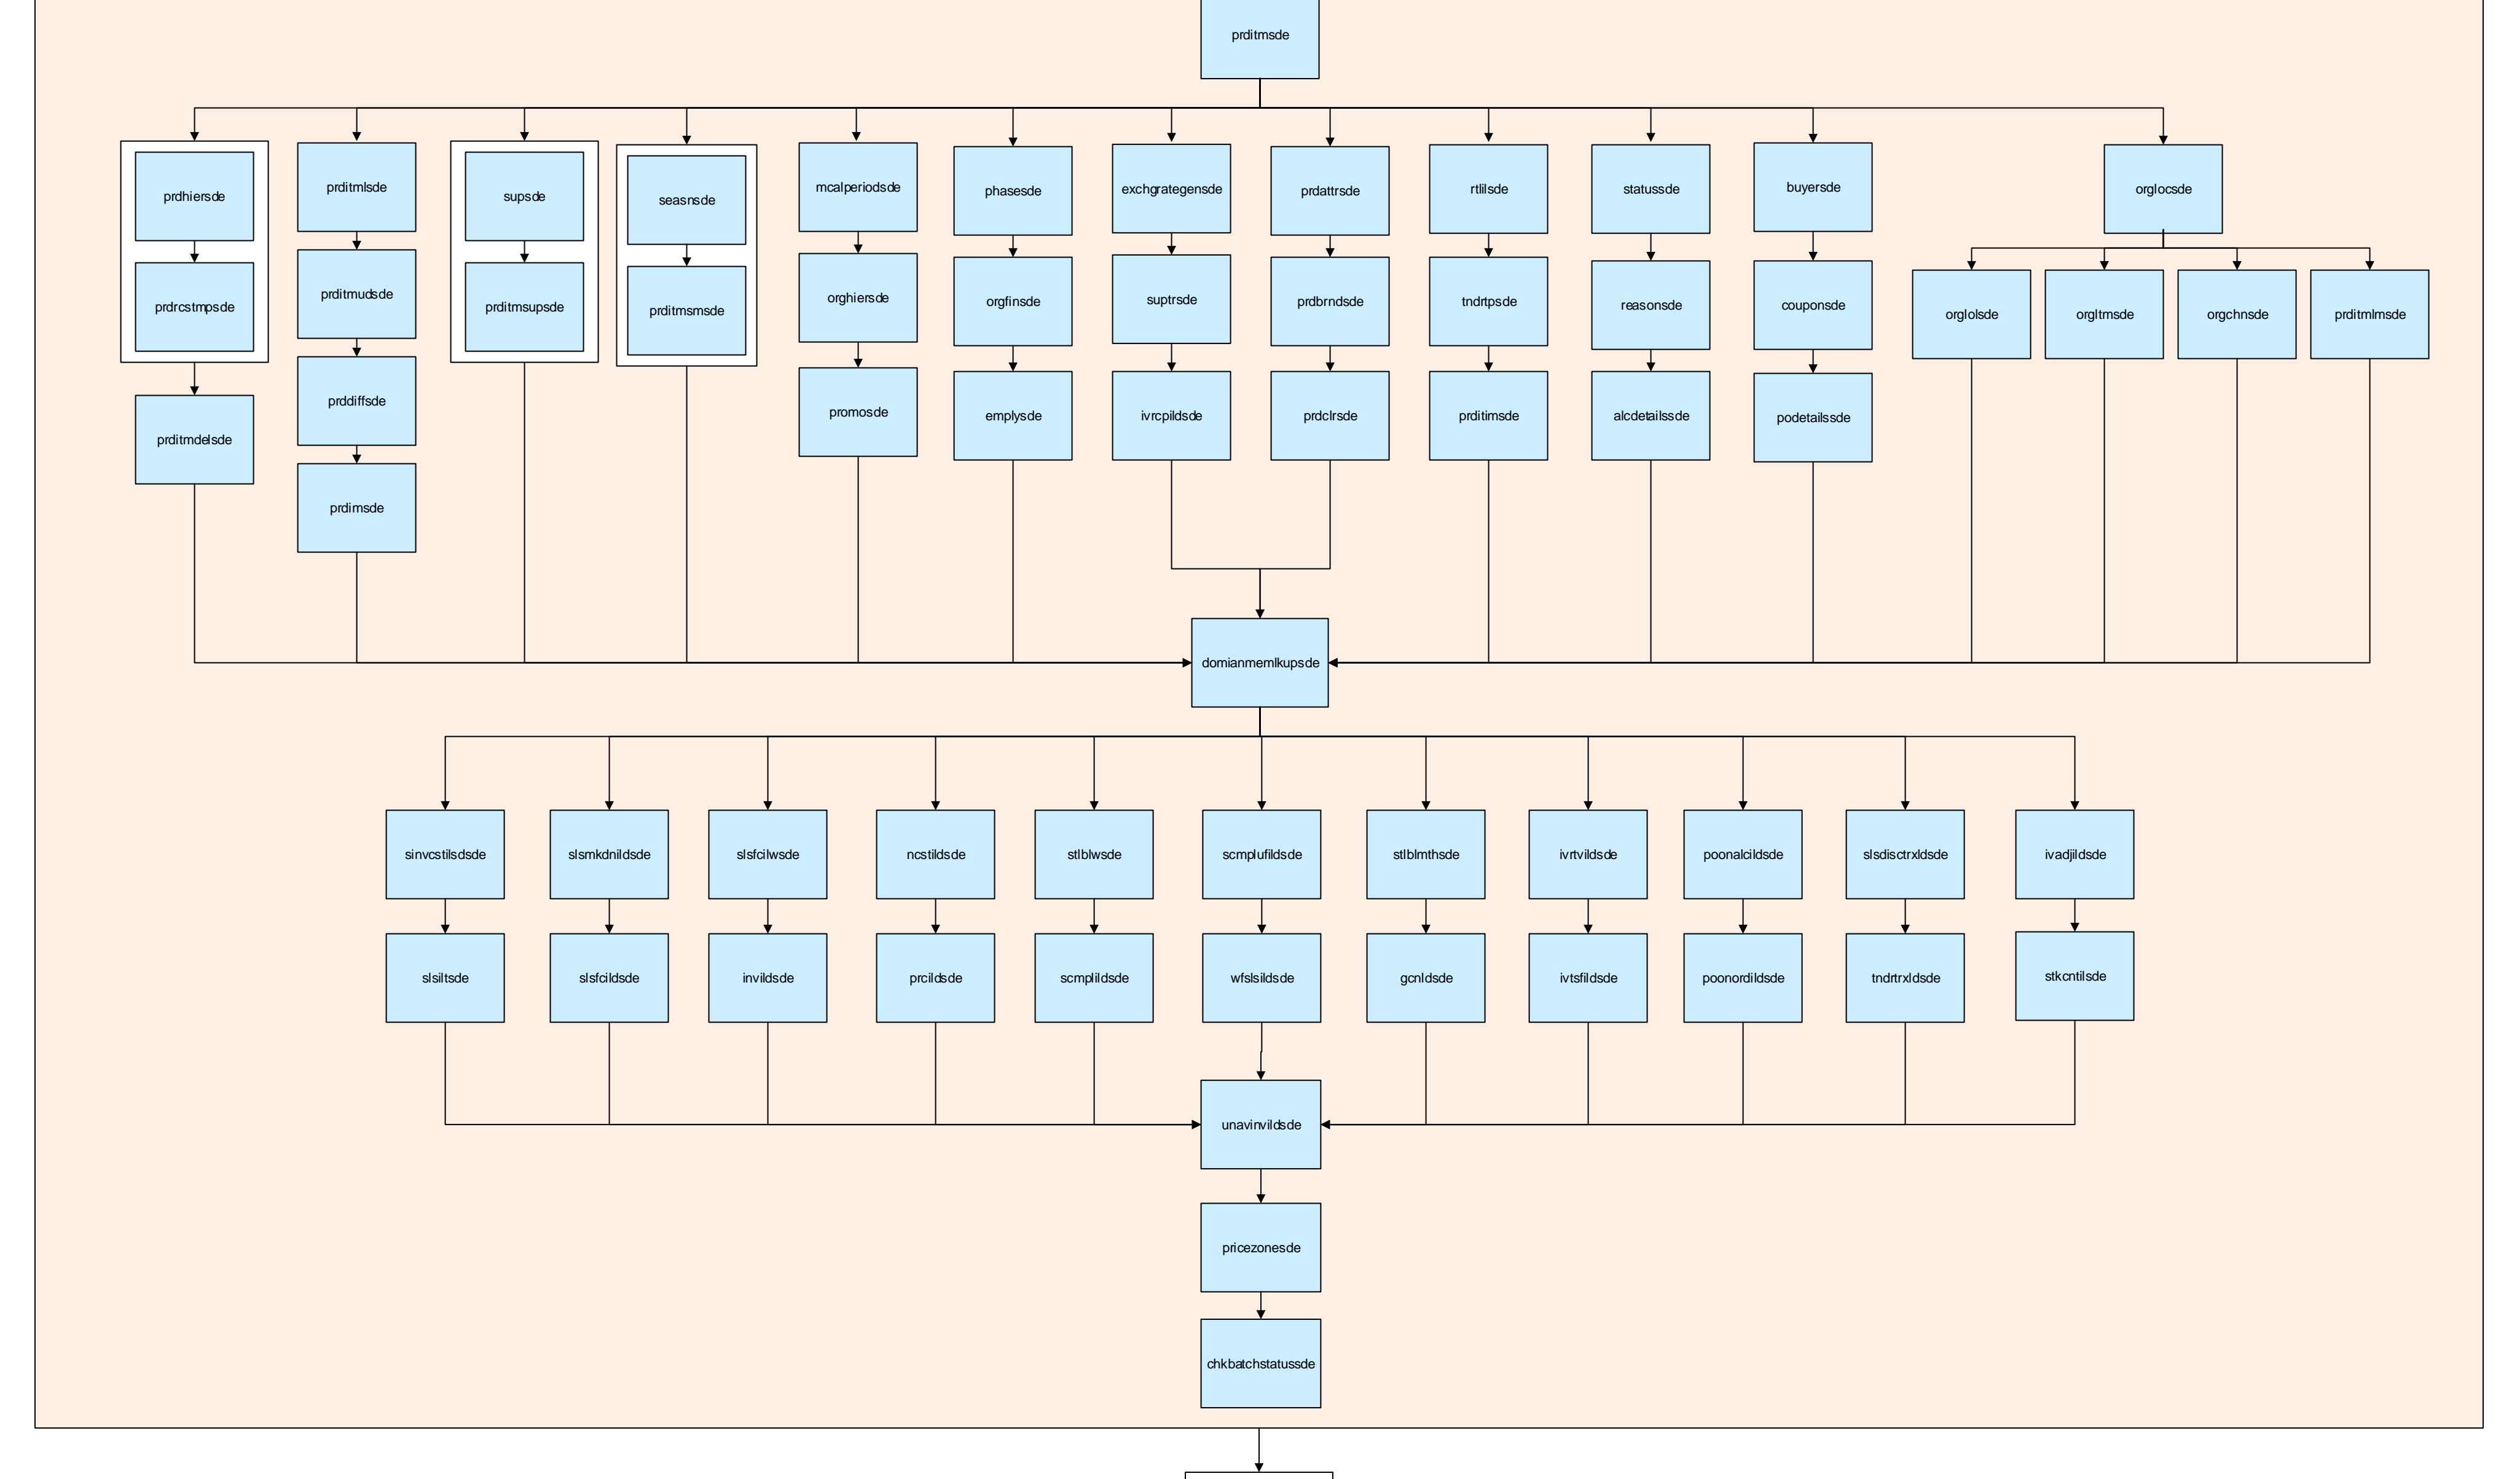 prditmsde
prdhiersde
prdrcstmpsde
prditmdelsde
prditmlsde
prditmudsde
prddiffsde
prdimsde
supsde
prditmsupsde
seasnsde
prditmsmsde
mcalperiodsde
orghiersde
promosde
phasesde
orgfinsde
emplysde
exchgrategensde
suptrsde
ivrcpildsde
prdattrsde
prdbrndsde
prdclrsde
rtlilsde
tndrtpsde
prditimsde
statussde
reasonsde
alcdetailssde
buyersde
couponsde
podetailssde
orglocsde
orglolsde
orgltmsde
orgchnsde
prditmlmsde
domianmemlkupsde
sinvcstilsdsde
slsiltsde
slsmkdnildsde
slsfcildsde
slsfcilwsde
invildsde
ncstildsde
prcildsde
stlblwsde
scmplildsde
scmplufildsde
wfslsildsde
stlblmthsde
gcnldsde
ivrtvildsde
ivtsfildsde
poonalcildsde
poonordildsde
slsdisctrxldsde
tndrtrxldsde
ivadjildsde
stkcntilsde
unavinvildsde
pricezonesde
chkbatchstatussde